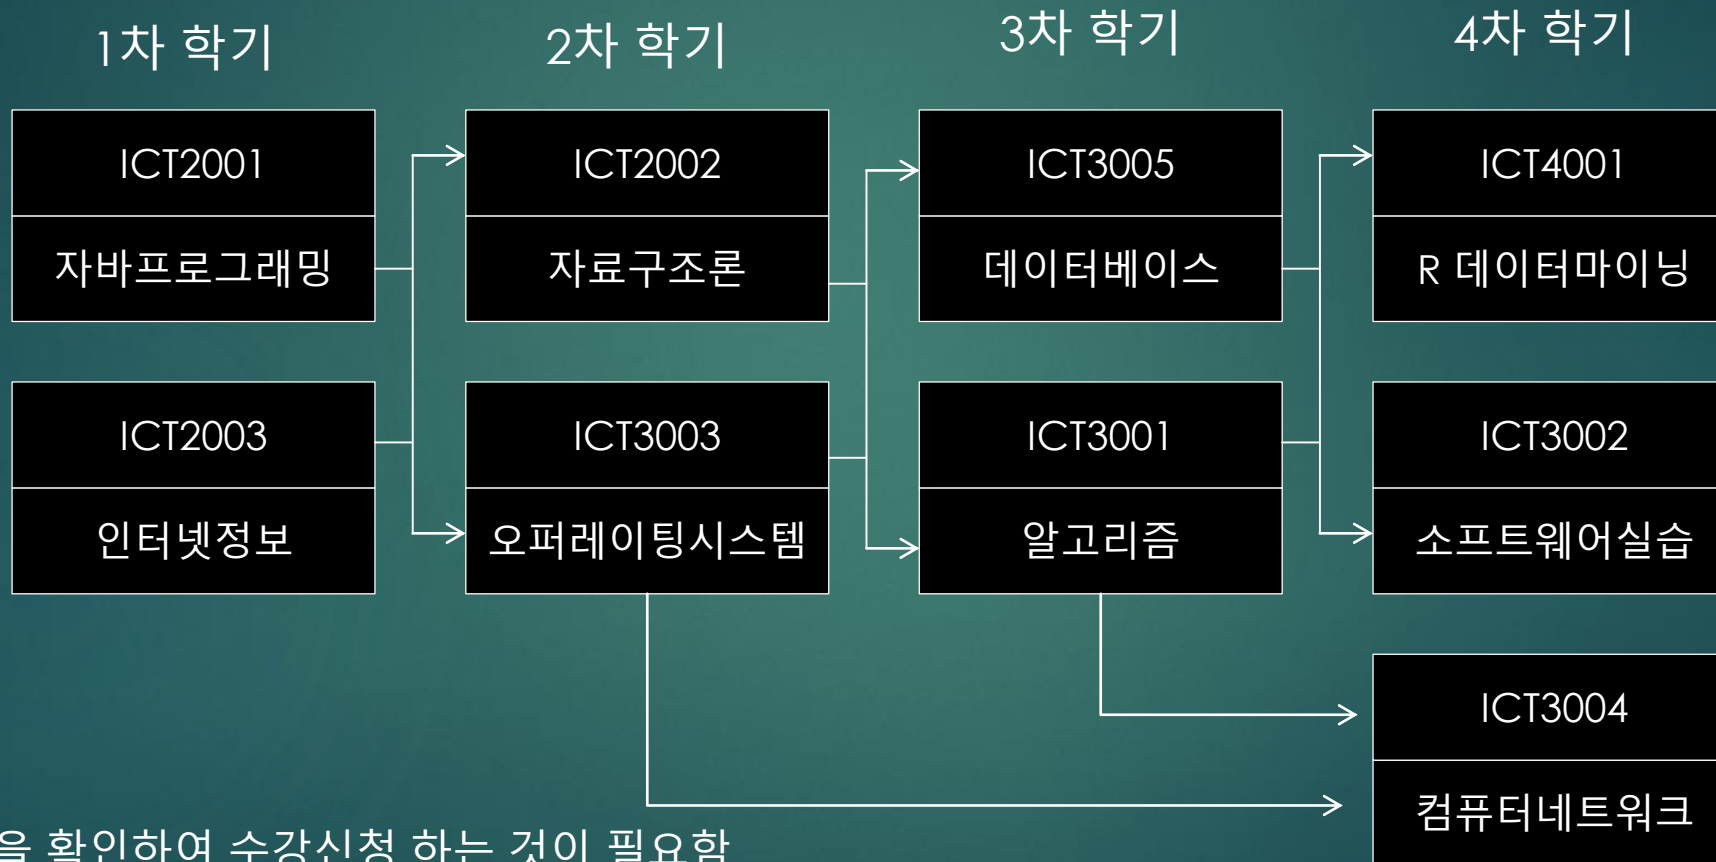 1차 학기
2차 학기
3차 학기
4차 학기
ICT2001
자바프로그래밍
ICT2002
자료구조론
ICT3005
데이터베이스
ICT4001
R 데이터마이닝
ICT2003
인터넷정보
ICT3003
오퍼레이팅시스템
ICT3001
알고리즘
ICT3002
소프트웨어실습
ICT3004
컴퓨터네트워크
을 확인하여 수강신청 하는 것이 필요함